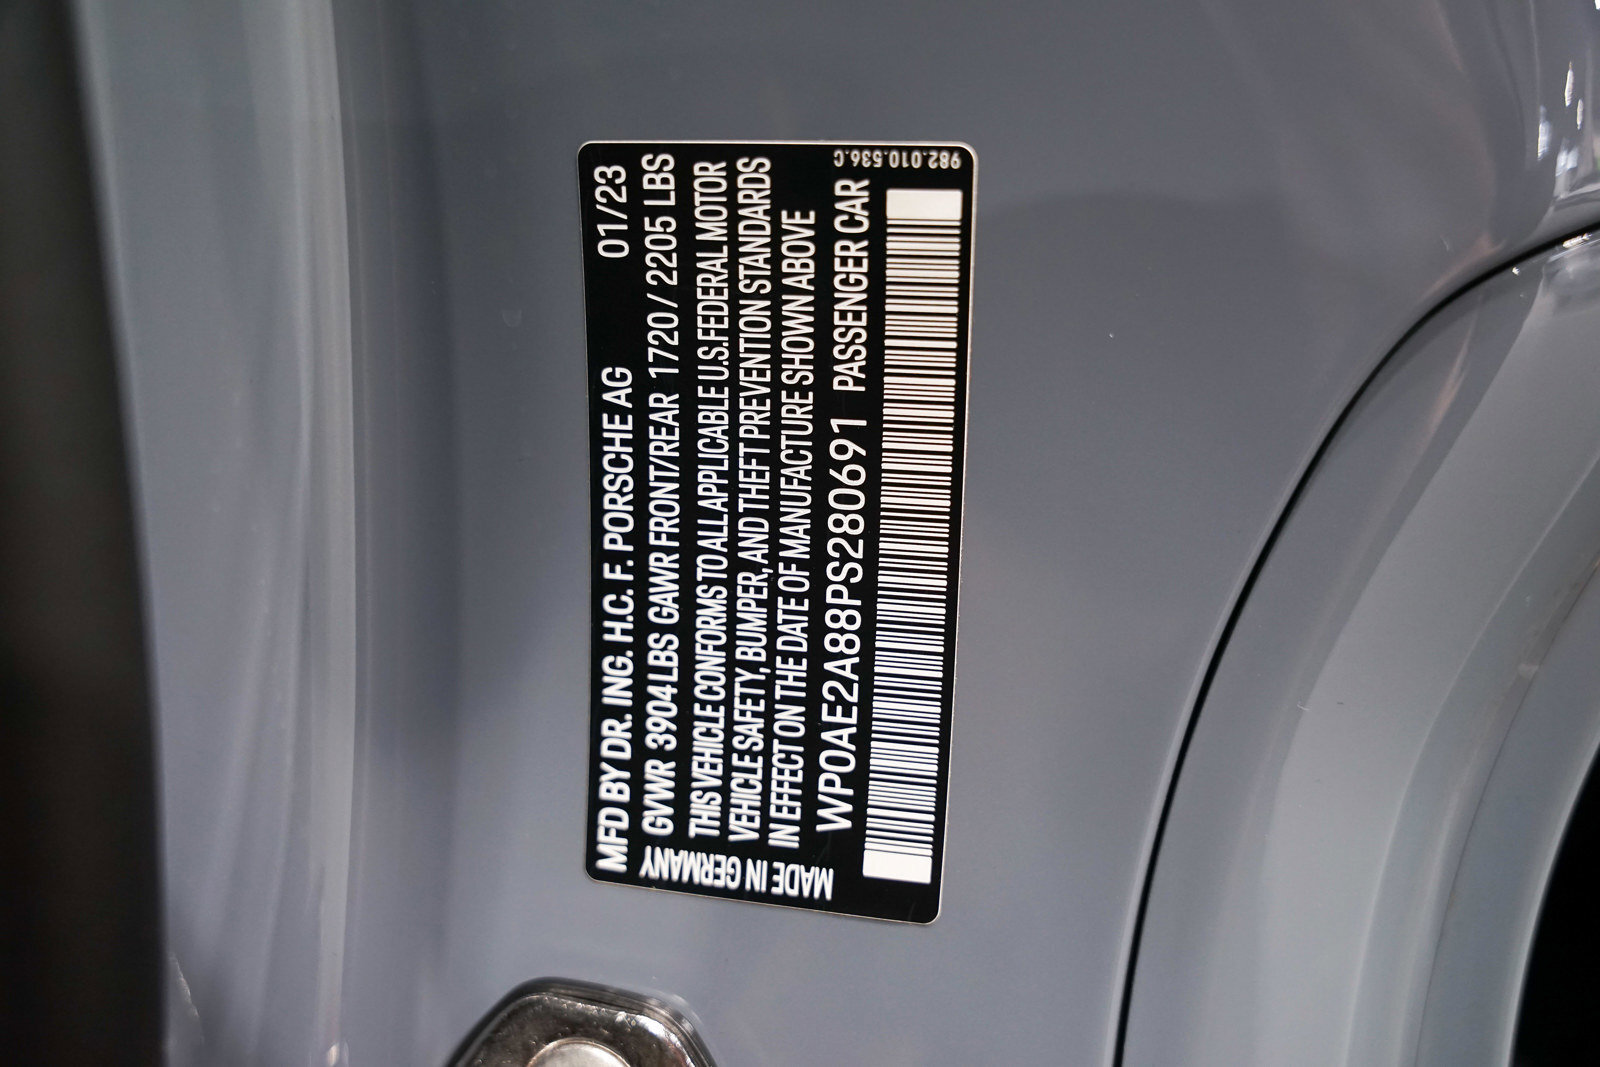 MFD BY DR. ING. H.C. F. PORSCHE AG 01/23
GVWR 3904LBS GAWR FRONT/REAR 1720 / 2205 LBS
THIS VEHICLE CONFORMS TO ALL APPLICABLE U.S.FEDERAL MOTOR
VEHICLE SAFETY, BUMPER, AND THEFT PREVENTION STANDARDS
IN EFFECT ON THE DATE OF MANUFACTURE SHOWN ABOVE
WP0AE2A88PS280691 PASSENGER CAR
MADE IN GERMANY
982.010.536.C